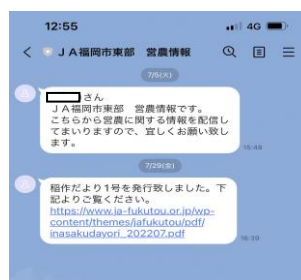 12:55
4G
JA福岡市東部 営農情報
7/5(火)
さん
JA福岡市東部 営農情報です。
こちらから営農に関する情報を配信し
てまいりますので、宜しくお願い致し
ます。
16:48
7/29(金)
稲作だより1号を発行致しました。下
記よりご覧ください。
https://www.ja-fukutou.or.jp/wp-
content/themes/jafukutou/pdf/
inasakudayori_202207.pdf
16:39